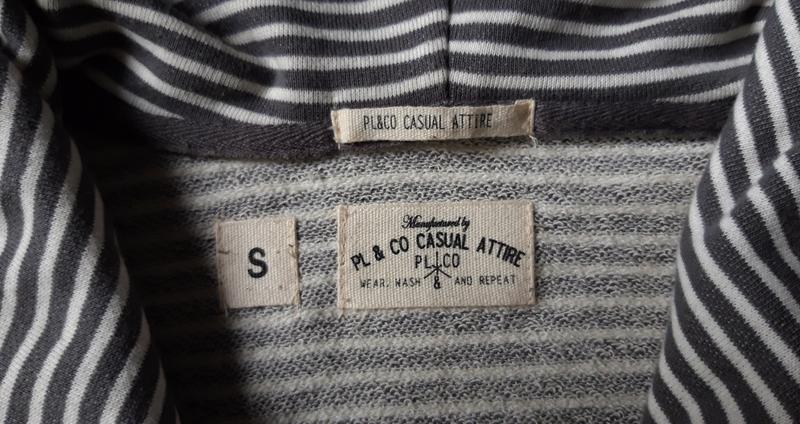 PL&CO CASUAL ATTIRE
S
Manufactured by
PL & CO CASUAL ATTIRE
PL CO
WEAR, WASH & AND REPEAT